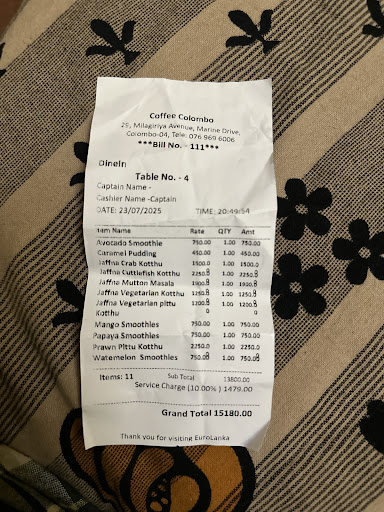 Coffee Colombo
29, Milagiriya Avenue, Marine Drive,
Colombo-04, Tele: 076 969 6006
***Bill No. - 111***
DineIn
Table No. - 4
Captain Name -
Cashier Name -Captain
DATE: 23/07/2025 TIME: 20:49:54
Item Name Rate QTY Amt
Avocado Smoothie 750.00 1.00 750.00
Caramel Pudding 450.00 1.00 450.00
Jaffna Crab Kotthu 1500.0 1.00 1500.0
Jaffna Cuttlefish Kotthu 2250.0 1.00 2250.0
Jaffna Mutton Masala 1900.0 1.00 1900.0
Jaffna Vegetarian Kotthu 1250.0 1.00 1250.0
Jaffna Vegetarian pittu 1200.0 1.00 1200.0
Kotthu 0 0
Mango Smoothies 750.00 1.00 750.00
Papaya Smoothies 750.00 1.00 750.00
Prawn Pittu Kotthu 2250.0 1.00 2250.0
Watemelon Smoothies 750.00 1.00 750.00
Items: 11 Sub Total 13800.00
Service Charge (10.00%) 1479.00
Grand Total 15180.00
Thank you for visiting EuroLanka